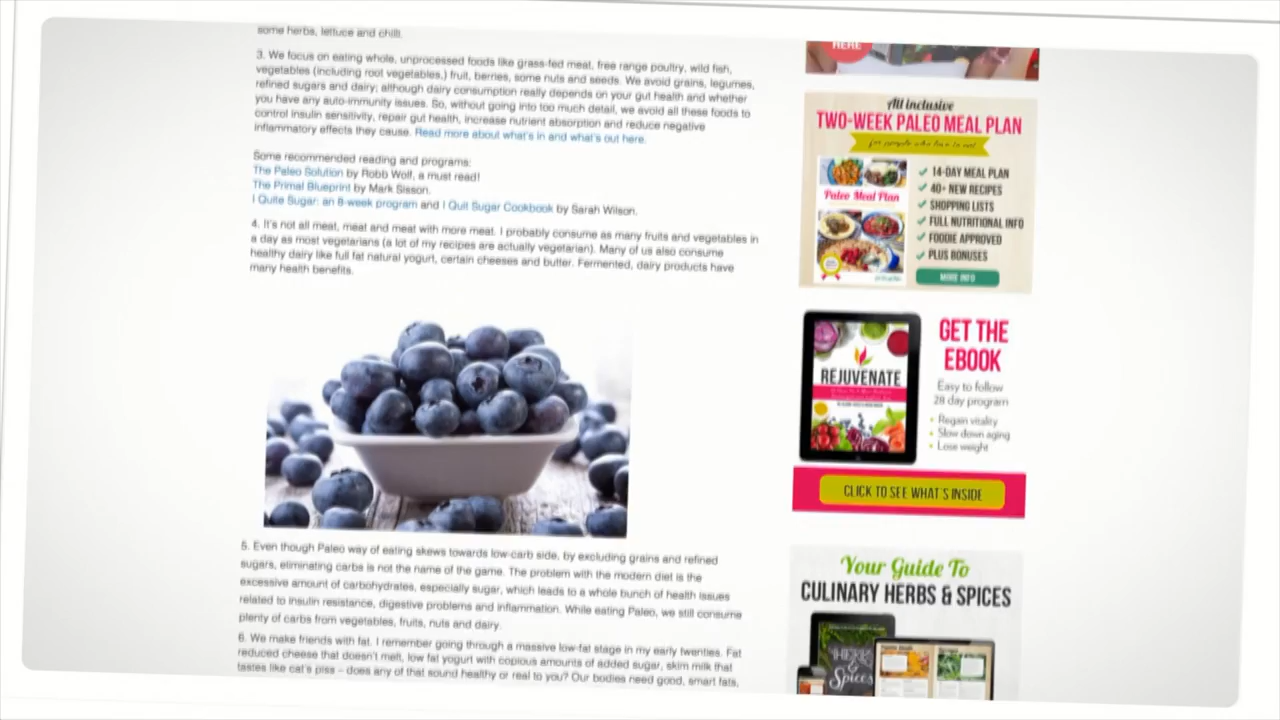 some herbs, lettuce and chilli.
3. We focus on eating whole, unprocessed foods like grass-fed meat, free range poultry, wild fish,
vegetables (including root vegetables,) fruit, berries, some nuts and seeds. We avoid grains, legumes,
refined sugars and dairy; although dairy consumption really depends on your gut health and whether
you have any auto-immunity issues. So, without going into too much detail, we avoid all these foods to
control insulin sensitivity, repair gut health, increase nutrient absorption and reduce negative
inflammatory effects they cause. Read more about what's in and what's out here.
Some recommended reading and programs:
The Paleo Solution by Robb Wolf, a must read!
The Primal Blueprint by Mark Sisson.
I Quite Sugar: an 8-week program and I Quit Sugar Cookbook by Sarah Wilson.
4. It's not all meat, meat and meat with more meat. I probably consume as many fruits and vegetables in
a day as most vegetarians (a lot of my recipes are actually vegetarian). Many of us also consume
healthy dairy like full fat natural yogurt, certain cheeses and butter. Fermented, dairy products have
many health benefits.
5. Even though Paleo way of eating skews towards low-carb side, by excluding grains and refined
sugars, eliminating carbs is not the name of the game. The problem with the modern diet is the
excessive amount of carbohydrates, especially sugar, which leads to a whole bunch of health issues
related to insulin resistance, digestive problems and inflammation. While eating Paleo, we still consume
plenty of carbs from vegetables, fruits, nuts and dairy.
6. We make friends with fat. I remember going through a massive low-fat stage in my early twenties. Fat
reduced cheese that doesn't melt, low fat yogurt with copious amounts of added sugar, skim milk that
tastes like cat's piss – does any of that sound healthy or real to you? Our bodies need good, smart fats,
HERE
All inclusive
TWO-WEEK PALEO MEAL PLAN
for people who live to eat
Paleo Meal Plan
14-DAY MEAL PLAN
40+ NEW RECIPES
SHOPPING LISTS
FULL NUTRITIONAL INFO
FOODIE APPROVED
PLUS BONUSES
MORE INFO
REJUVENATE
GET THE
EBOOK
Easy to follow
28 day program
Regain vitality
Slow down aging
Lose weight
CLICK TO SEE WHAT'S INSIDE
Your Guide To
CULINARY HERBS & SPICES
HERBS
&
Spices